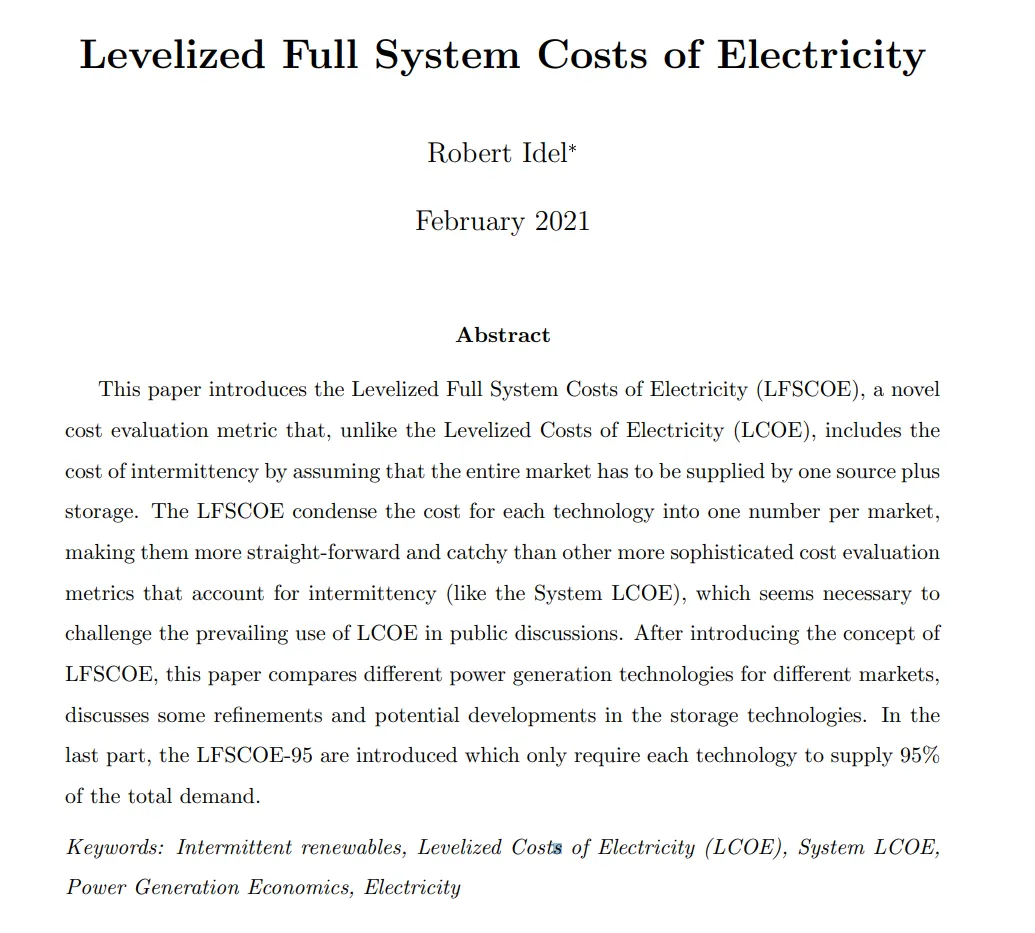 Levelized Full System Costs of Electricity
Robert Idel*
February 2021
Abstract
This paper introduces the Levelized Full System Costs of Electricity (LFSCOE), a novel
cost evaluation metric that, unlike the Levelized Costs of Electricity (LCOE), includes the
cost of intermittency by assuming that the entire market has to be supplied by one source plus
storage. The LFSCOE condense the cost for each technology into one number per market,
making them more straight-forward and catchy than other more sophisticated cost evaluation
metrics that account for intermittency (like the System LCOE), which seems necessary to
challenge the prevailing use of LCOE in public discussions. After introducing the concept of
LFSCOE, this paper compares different power generation technologies for different markets,
discusses some refinements and potential developments in the storage technologies. In the
last part, the LFSCOE-95 are introduced which only require each technology to supply 95%
of the total demand.
Keywords: Intermittent renewables, Levelized Costs of Electricity (LCOE), System LCOE,
Power Generation Economics, Electricity